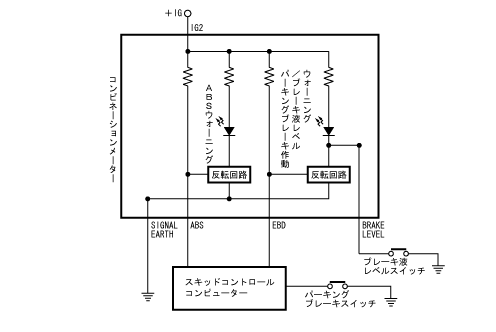 +IG
IG2
コンビネーションメーター
ABSウォーニング
パーキングブレーキ作動
／ブレーキ液レベル
ウォーニング
反転回路
反転回路
SIGNAL
EARTH
ABS
EBD
BRAKE
LEVEL
ブレーキ液
レベルスイッチ
スキッドコントロール
コンピューター
パーキング
ブレーキスイッチ